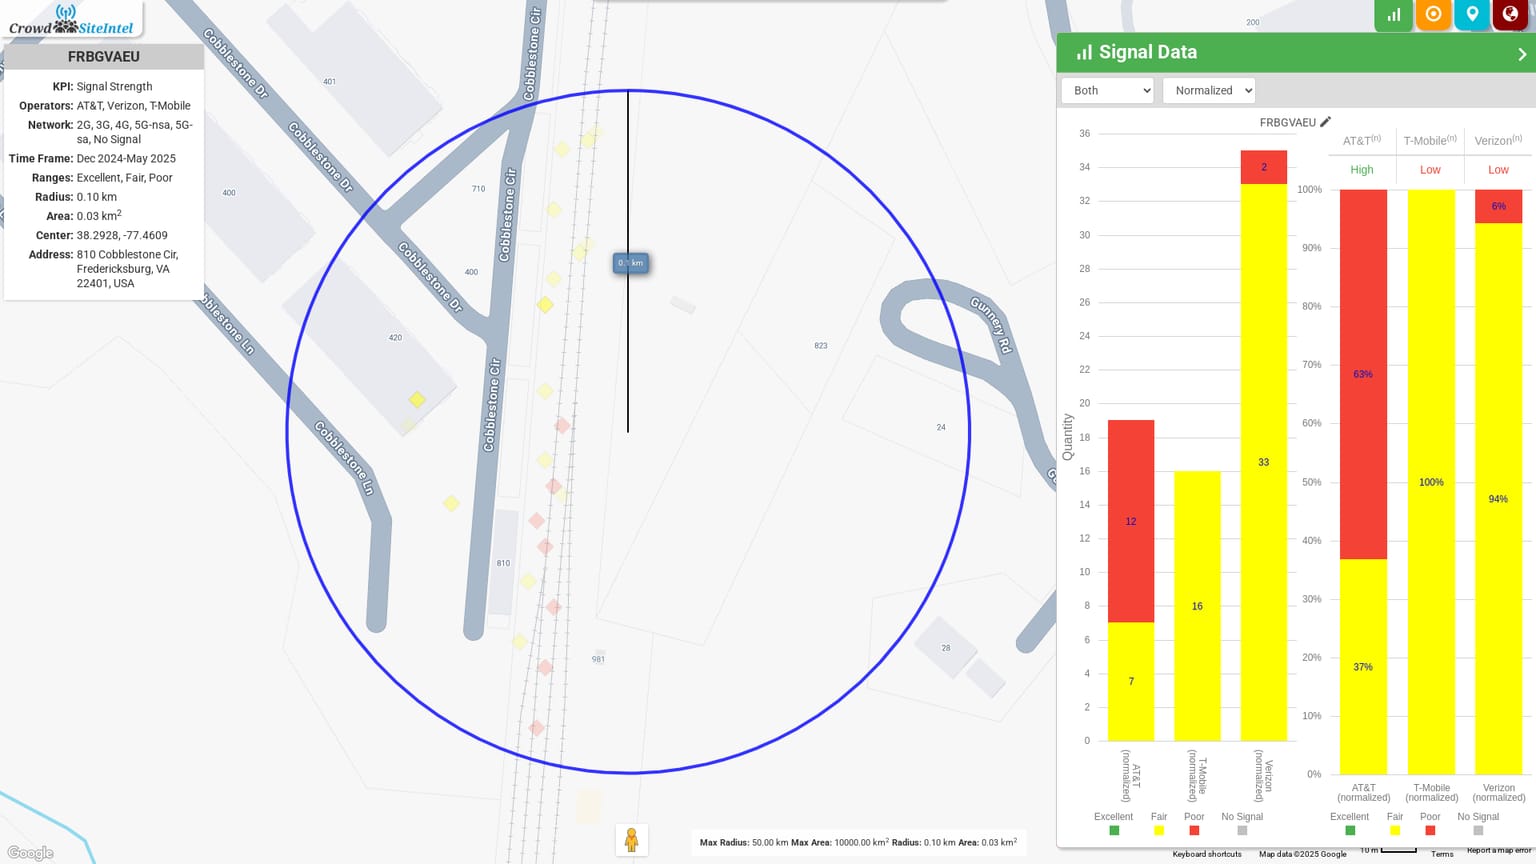 Crowd SiteIntel
FRBGVAEU
KPI: Signal Strength
Operators: AT&T, Verizon, T-Mobile
Network: 2G, 3G, 4G, 5G-nsa, 5G-
sa, No Signal
Time Frame: Dec 2024-May 2025
Ranges: Excellent, Fair, Poor
Radius: 0.10 km
Area: 0.03 km²
Center: 38.2928, -77.4609
Address: 810 Cobblestone Cir,
Fredericksburg, VA
22401, USA
Cobblestone Dr
Cobblestone Cir
401
200
Cobblestone Dr
400
710
Cobblestone Cir
400
Cobblestone Dr
0.1 km
420
823
Gunnery Rd
Cobblestone Cir
24
Cobblestone Ln
810
28
981
Google
Max Radius: 50.00 km Max Area: 10000.00 km² Radius: 0.10 km Area: 0.03 km²
Signal Data
Both
Normalized
FRBGVAEU
AT&T(n) T-Mobile(n) Verizon(n)
High Low Low
Quantity
36
34
32
30
28
26
24
22
20
18
16
14
12
10
8
6
4
2
0
12
7
16
2
33
AT&T
(normalized)
T-Mobile
(normalized)
Verizon
(normalized)
Excellent Fair Poor No Signal
100%
90%
80%
70%
60%
50%
40%
30%
20%
10%
0%
63%
37%
100%
6%
94%
AT&T
(normalized)
T-Mobile
(normalized)
Verizon
(normalized)
Excellent Fair Poor No Signal
Keyboard shortcuts Map data ©2025 Google 10 m Terms Report a map error